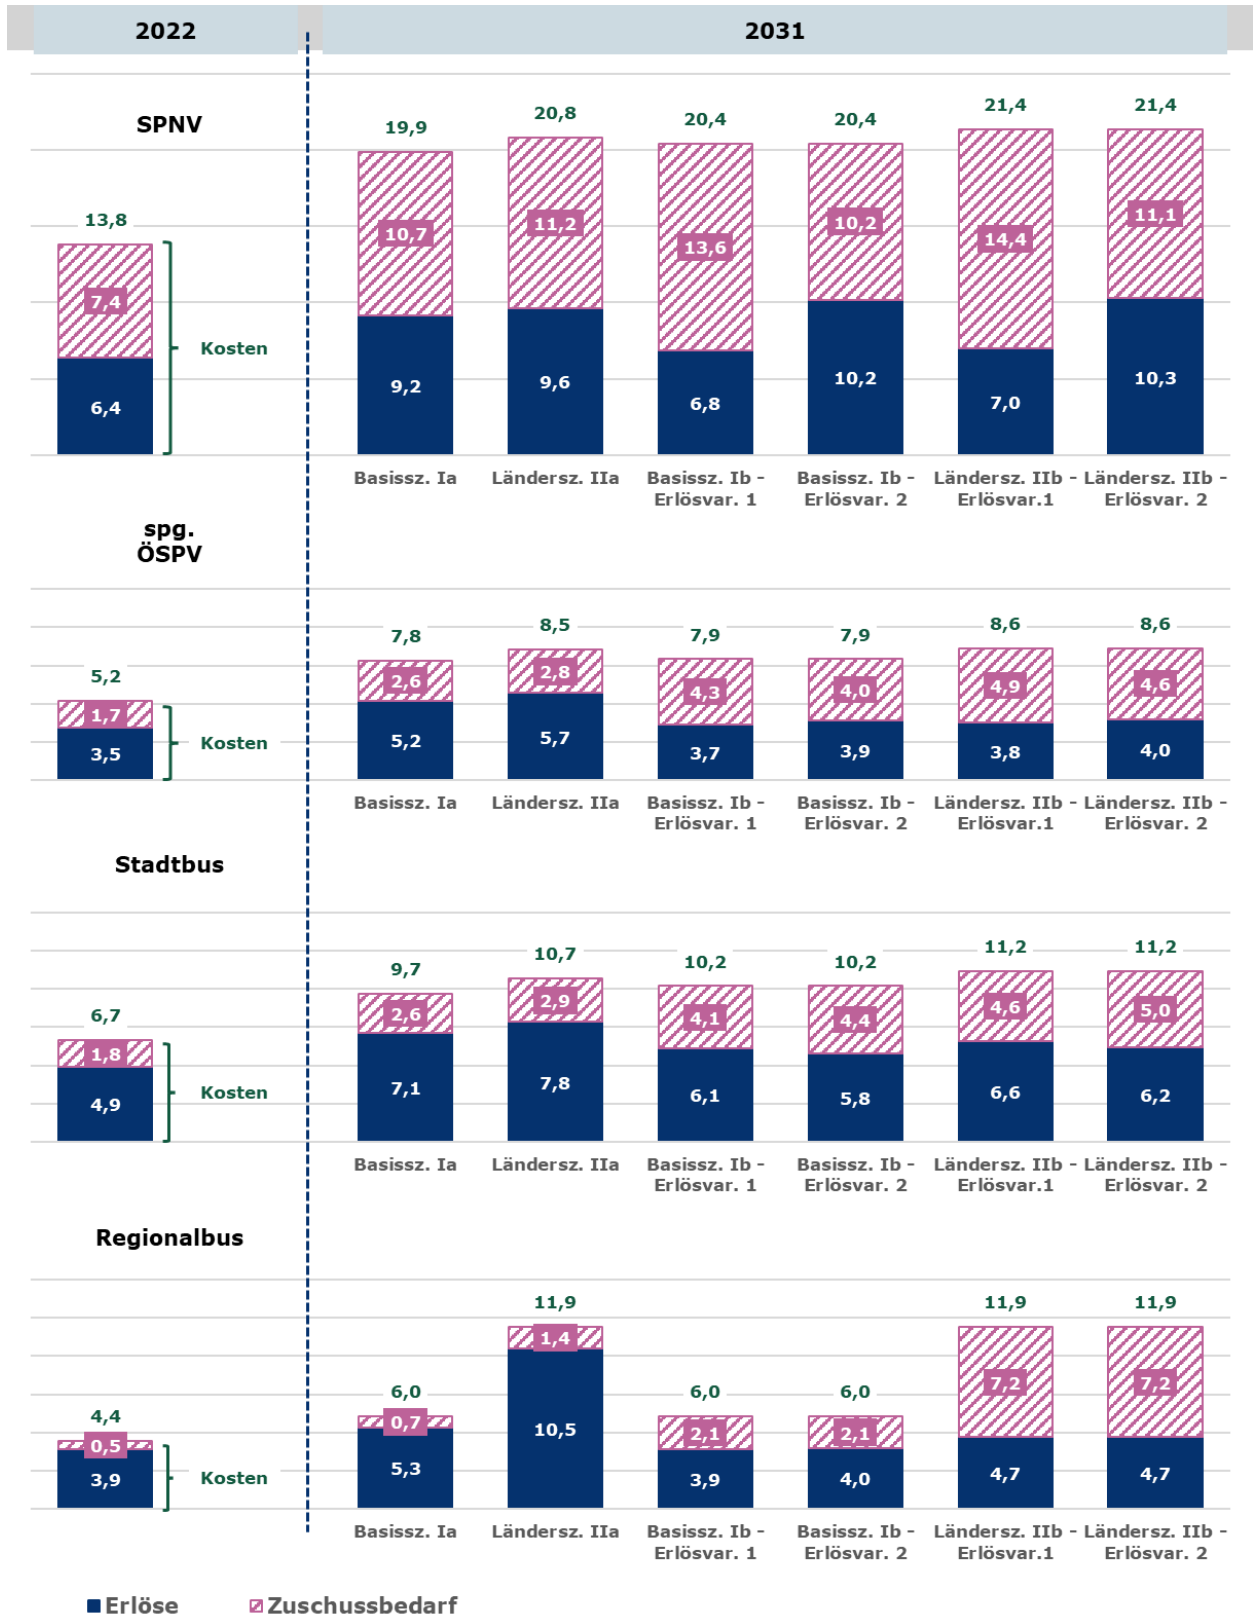 2022
2031
SPNV
19,9 20,8 20,4 20,4 21,4 21,4
13,8
10,7 11,2 13,6 10,2 14,4 11,1
7,4
Kosten
6,4
9,2 9,6 6,8 10,2 7,0 10,3
Basissz. Ia Ländersz. IIa Basissz. Ib - Basissz. Ib - Ländersz. IIb - Ländersz. IIb -
Erlösvar. 1 Erlösvar. 2 Erlösvar.1 Erlösvar. 2
spg.
ÖSPV
7,8 8,5 7,9 7,9 8,6 8,6
5,2
2,6 2,8 4,3 4,0 4,9 4,6
1,7
Kosten
3,5
5,2 5,7 3,7 3,9 3,8 4,0
Basissz. Ia Ländersz. IIa Basissz. Ib - Basissz. Ib - Ländersz. IIb - Ländersz. IIb -
Erlösvar. 1 Erlösvar. 2 Erlösvar.1 Erlösvar. 2
Stadtbus
9,7 10,7 10,2 10,2 11,2 11,2
6,7
2,6 2,9 4,1 4,4 4,6 5,0
1,8
Kosten
4,9
7,1 7,8 6,1 5,8 6,6 6,2
Basissz. Ia Ländersz. IIa Basissz. Ib - Basissz. Ib - Ländersz. IIb - Ländersz. IIb -
Erlösvar. 1 Erlösvar. 2 Erlösvar.1 Erlösvar. 2
Regionalbus
6,0 11,9 6,0 6,0 11,9 11,9
4,4
0,7 1,4 2,1 2,1 7,2 7,2
0,5
Kosten
3,9
5,3 10,5 3,9 4,0 4,7 4,7
Basissz. Ia Ländersz. IIa Basissz. Ib - Basissz. Ib - Ländersz. IIb - Ländersz. IIb -
Erlösvar. 1 Erlösvar. 2 Erlösvar.1 Erlösvar. 2
Erlöse Zuschussbedarf